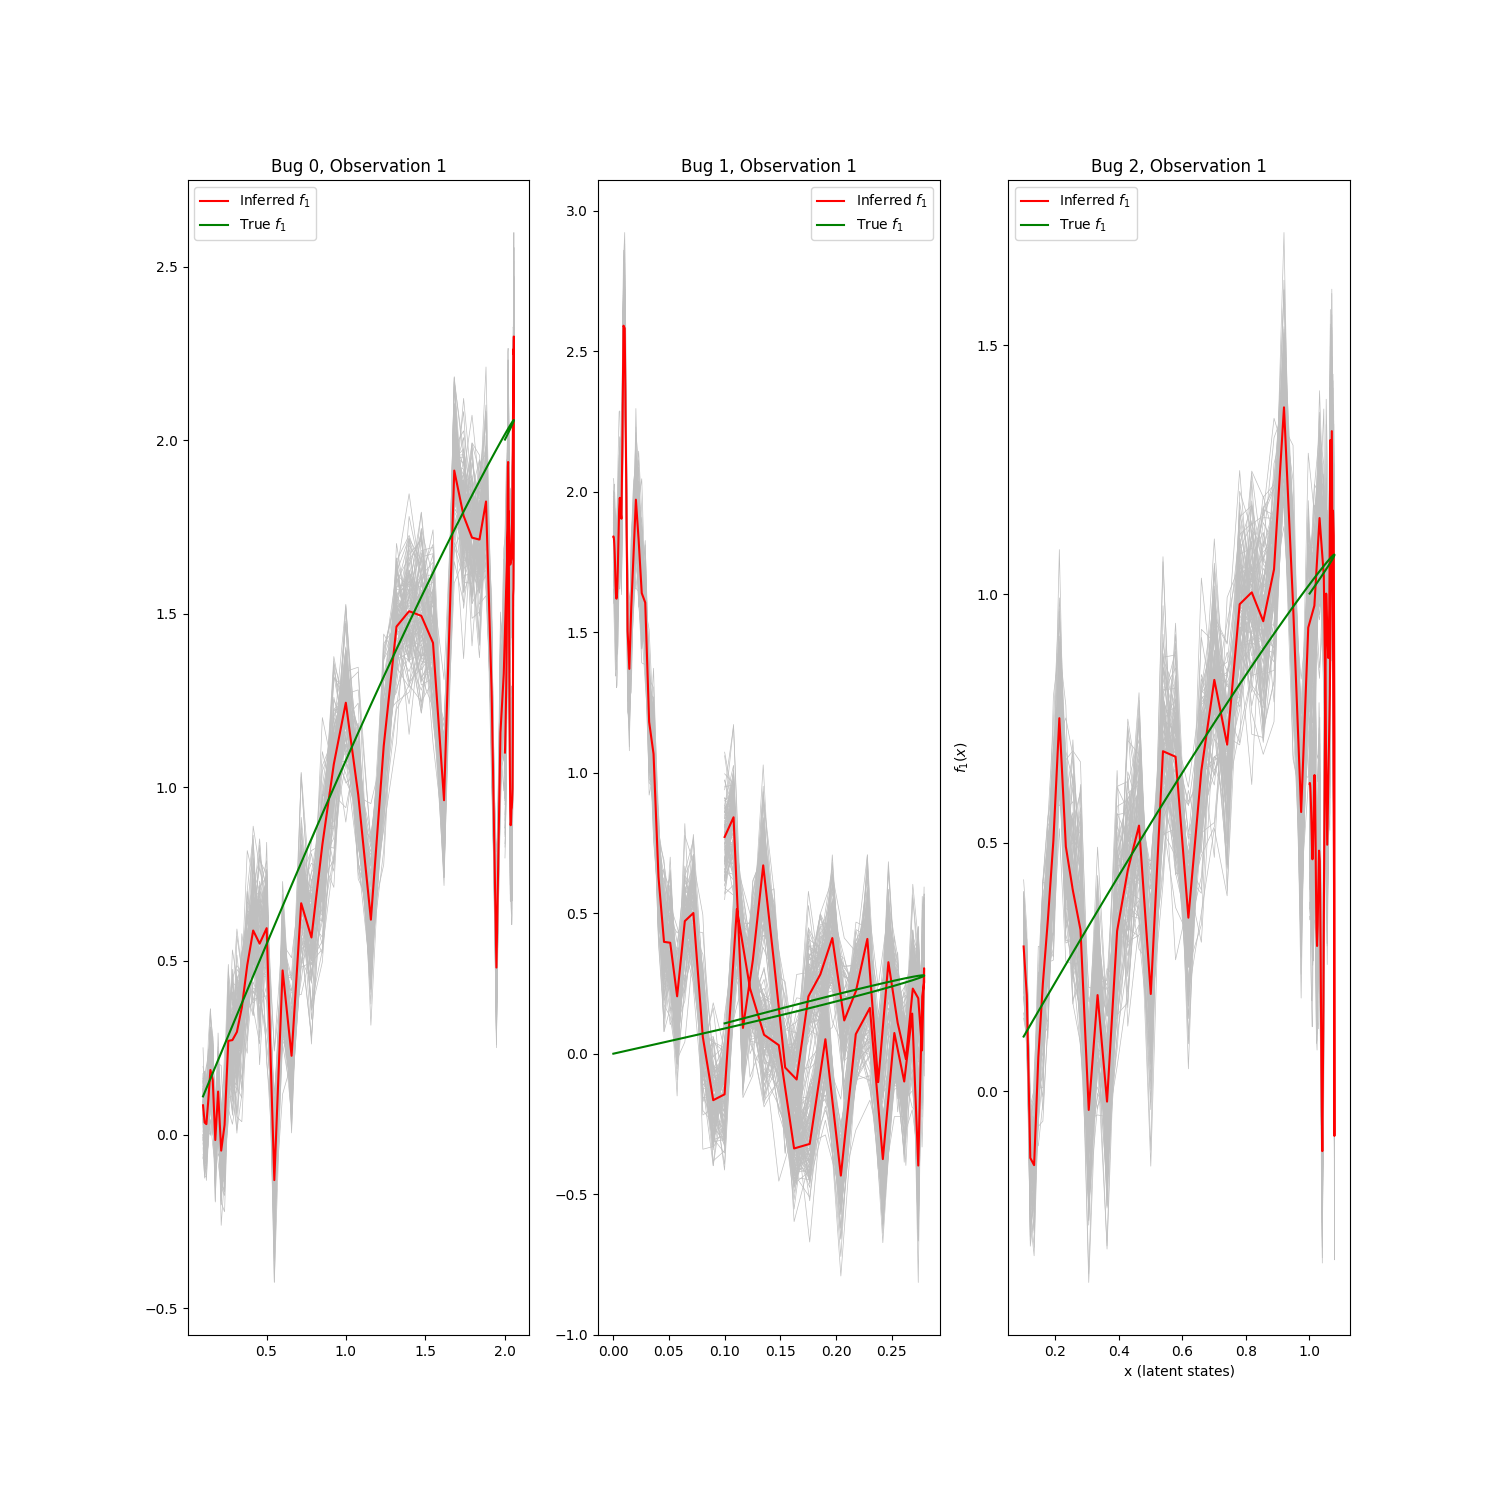 Bug 0, Observation 1
Inferred f₁
True f₁
2.5
2.0
1.5
1.0
0.5
0.0
−0.5
0.5 1.0 1.5 2.0
Bug 1, Observation 1
Inferred f₁
True f₁
3.0
2.5
2.0
1.5
1.0
0.5
0.0
−0.5
−1.0
0.00 0.05 0.10 0.15 0.20 0.25
Bug 2, Observation 1
Inferred f₁
True f₁
f₁(x)
1.5
1.0
0.5
0.0
0.2 0.4 0.6 0.8 1.0
x (latent states)